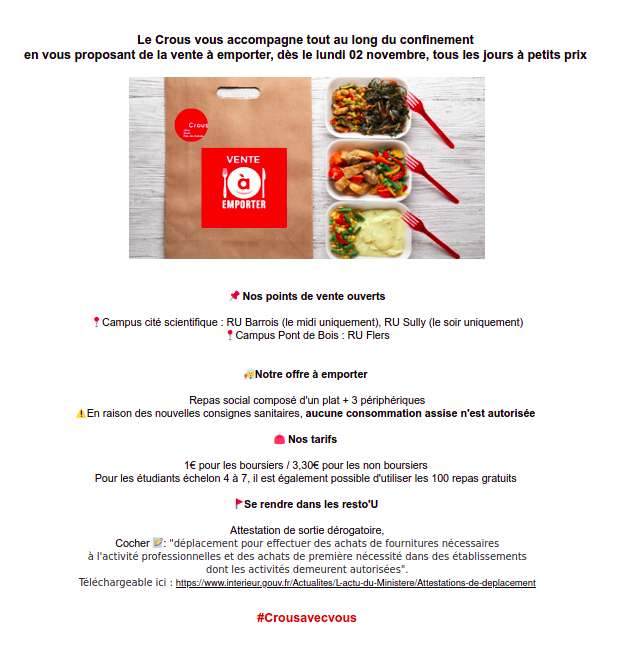 Le Crous vous accompagne tout au long du confinement
en vous proposant de la vente à emporter, dès le lundi 02 novembre, tous les jours à petits prix
Crous
VENTE
à
EMPORTER
📌 Nos points de vente ouverts
📍Campus cité scientifique : RU Barrois (le midi uniquement), RU Sully (le soir uniquement)
📍Campus Pont de Bois : RU Flers
Notre offre à emporter
Repas social composé d'un plat + 3 périphériques
⚠️En raison des nouvelles consignes sanitaires, aucune consommation assise n'est autorisée
👛 Nos tarifs
1€ pour les boursiers / 3,30€ pour les non boursiers
Pour les étudiants échelon 4 à 7, il est également possible d'utiliser les 100 repas gratuits
🚩Se rendre dans les resto'U
Attestation de sortie dérogatoire,
Cocher 📝: "déplacement pour effectuer des achats de fournitures nécessaires
à l'activité professionnelles et des achats de première nécessité dans des établissements
dont les activités demeurent autorisées".
Téléchargeable ici : https://www.interieur.gouv.fr/Actualites/L-actu-du-Ministere/Attestations-de-deplacement
#Crousavecvous